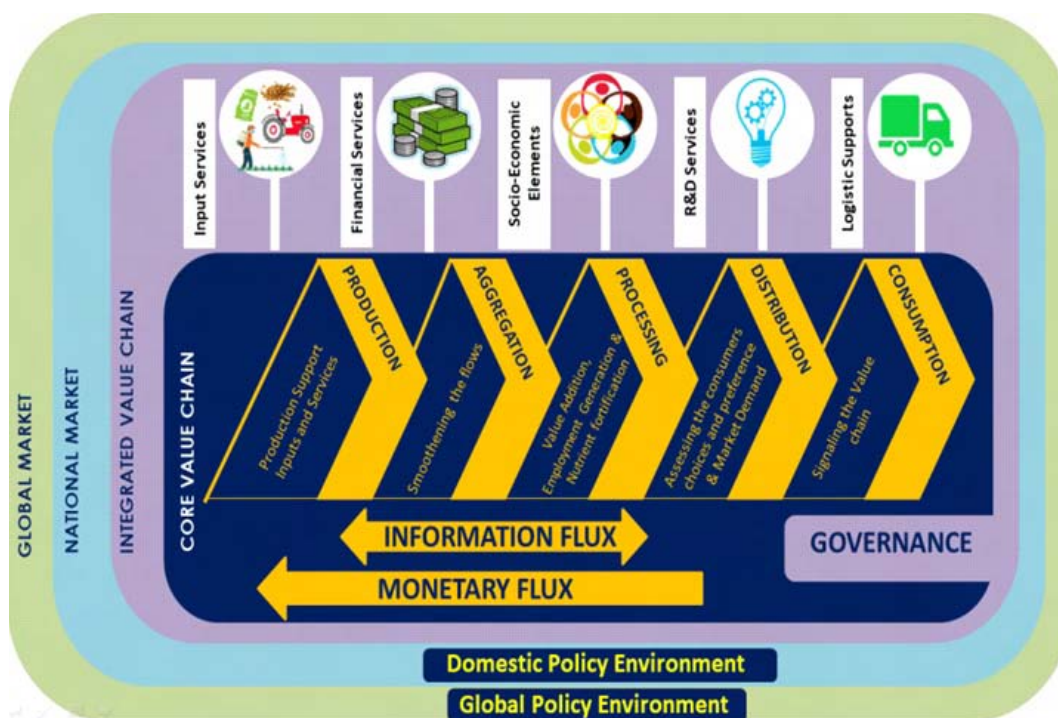 GLOBAL MARKET
NATIONAL MARKET
INTEGRATED VALUE CHAIN
CORE VALUE CHAIN
Input Services
Financial Services
Socio-Economic
Elements
R&D Services
Logistic Supports
PRODUCTION
Production Support
Inputs and Services
AGGREGATION
Smoothening the flows
PROCESSING
Value Addition,
Employment Generation &
Nutrient fortification
DISTRIBUTION
Assessing the consumers
choices and preference
& Market Demand
CONSUMPTION
Signaling the Value
chain
INFORMATION FLUX
MONETARY FLUX
GOVERNANCE
Domestic Policy Environment
Global Policy Environment